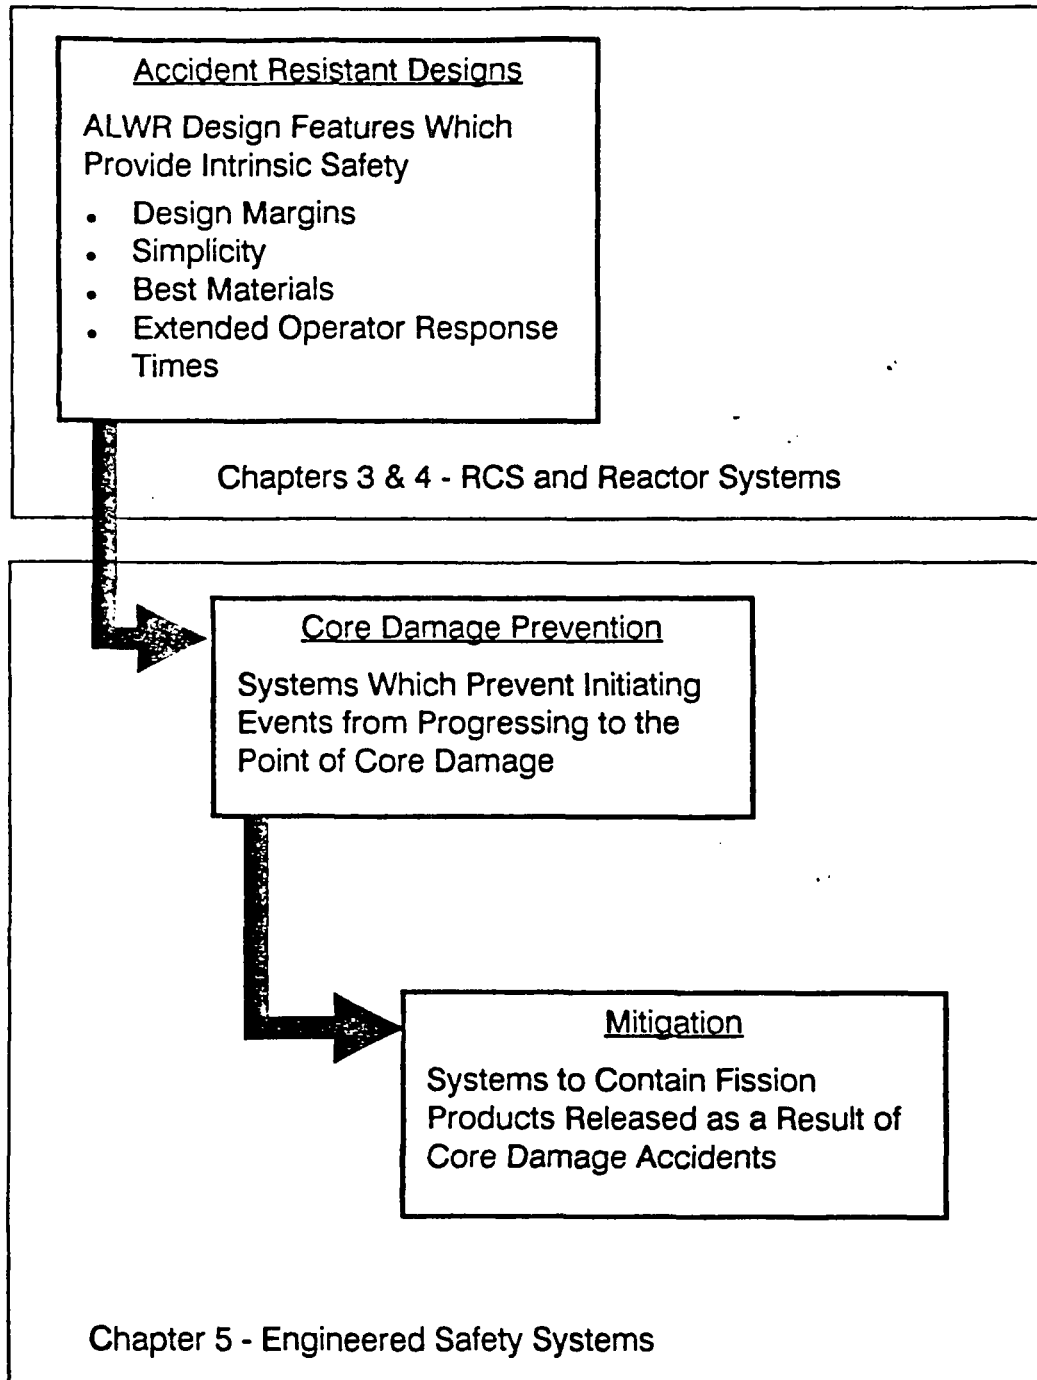 Accident Resistant Designs
ALWR Design Features Which
Provide Intrinsic Safety
• Design Margins
• Simplicity
• Best Materials
• Extended Operator Response
Times
Chapters 3 & 4 - RCS and Reactor Systems
Core Damage Prevention
Systems Which Prevent Initiating
Events from Progressing to the
Point of Core Damage
Mitigation
Systems to Contain Fission
Products Released as a Result of
Core Damage Accidents
Chapter 5 - Engineered Safety Systems